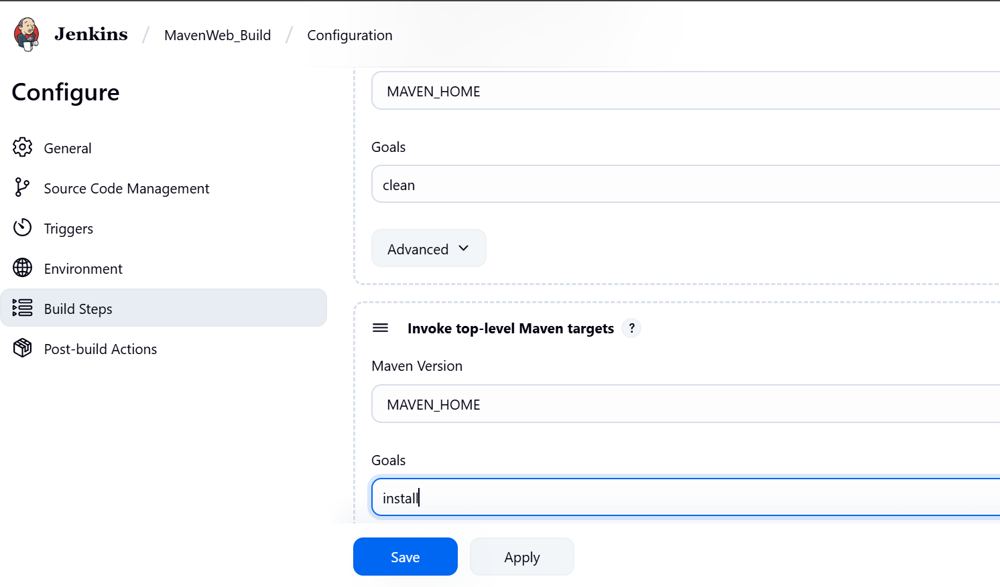 Jenkins / MavenWeb_Build / Configuration
Configure
General
Source Code Management
Triggers
Environment
Build Steps
Post-build Actions
MAVEN_HOME
Goals
clean
Advanced
Invoke top-level Maven targets ?
Maven Version
MAVEN_HOME
Goals
install
Save Apply